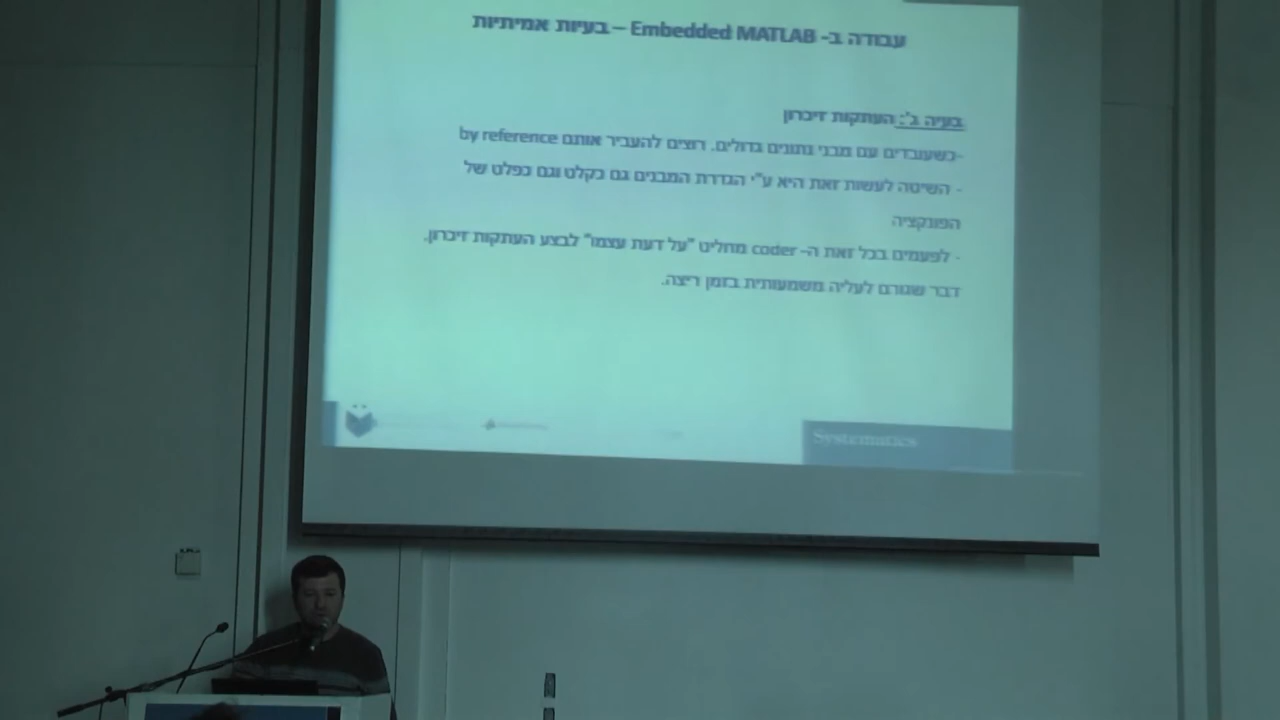 עבודה ב- Embedded MATLAB – בעיות אמיתיות
בעיה ג': העתקות זיכרון
-כשעובדים עם מבני נתונים גדולים. רוצים להעביר אותם by reference
- השיטה לעשות זאת היא ע"י הגדרת המבנים גם כקלט וגם כפלט של
הפונקציה
- לפעמים בכל זאת ה- coder מחליט "על דעת עצמו" לבצע העתקות זיכרון.
דבר שגורם לעליה משמעותית בזמן ריצה.
Systematics